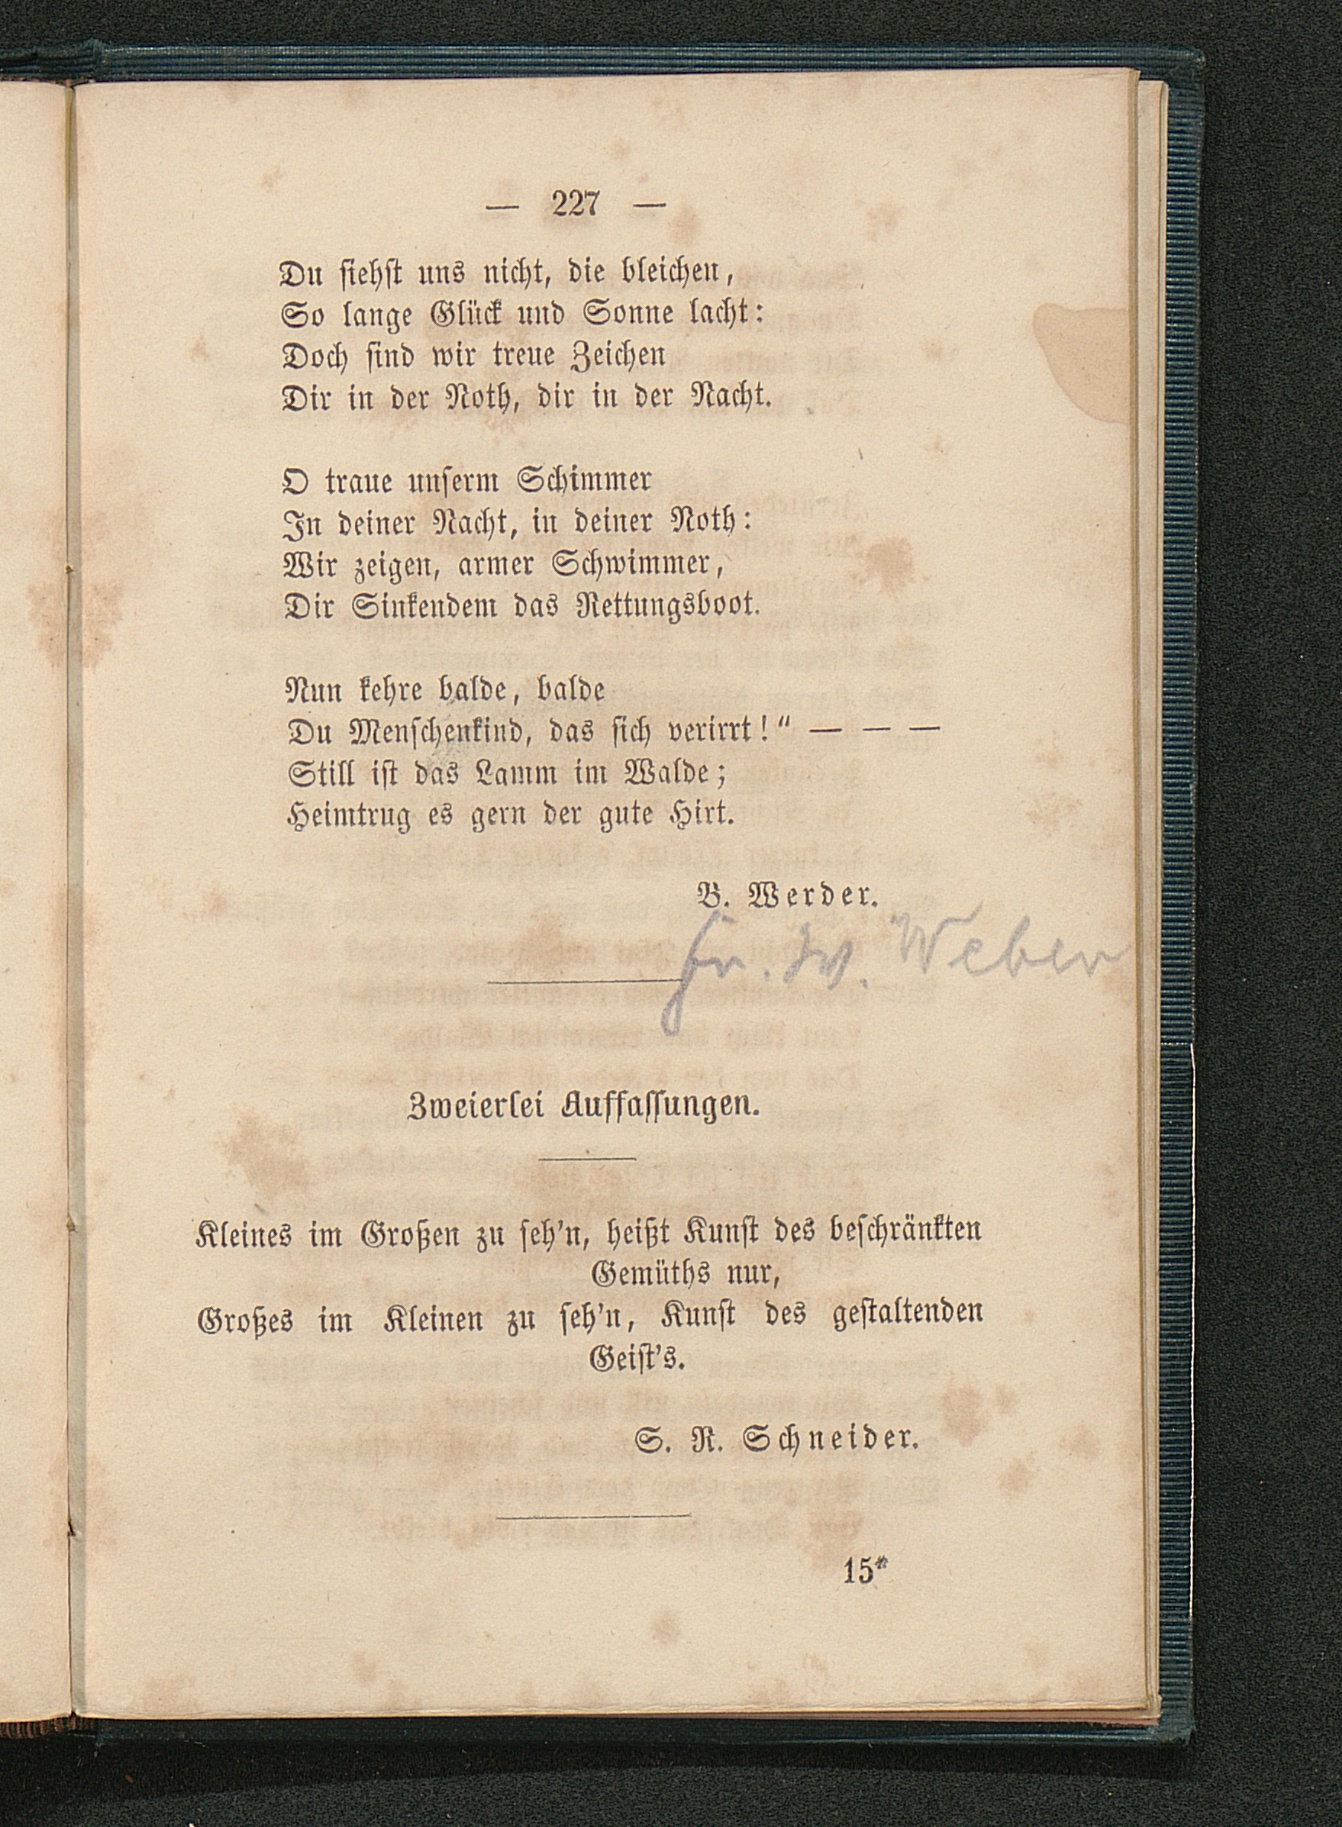 — 227 —
Du siehst uns nicht, die bleichen,
So lange Glück und Sonne lacht:
Doch sind wir treue Zeichen
Dir in der Noth, dir in der Nacht.
O traue unserm Schimmer
In deiner Nacht, in deiner Noth:
Wir zeigen, armer Schwimmer,
Dir Sinkendem das Rettungsboot.
Nun kehre balde, balde
Du Menschenkind, das sich verirrt!“ — — —
Still ist das Lamm im Walde;
Heimtrug es gern der gute Hirt.
B. Werder.
Fr. W. Weber
Zweierlei Auffassungen.
Kleines im Großen zu seh’n, heißt Kunst des beschränkten
Gemüths nur,
Großes im Kleinen zu seh’n, Kunst des gestaltenden
Geist’s.
S. R. Schneider.
15*